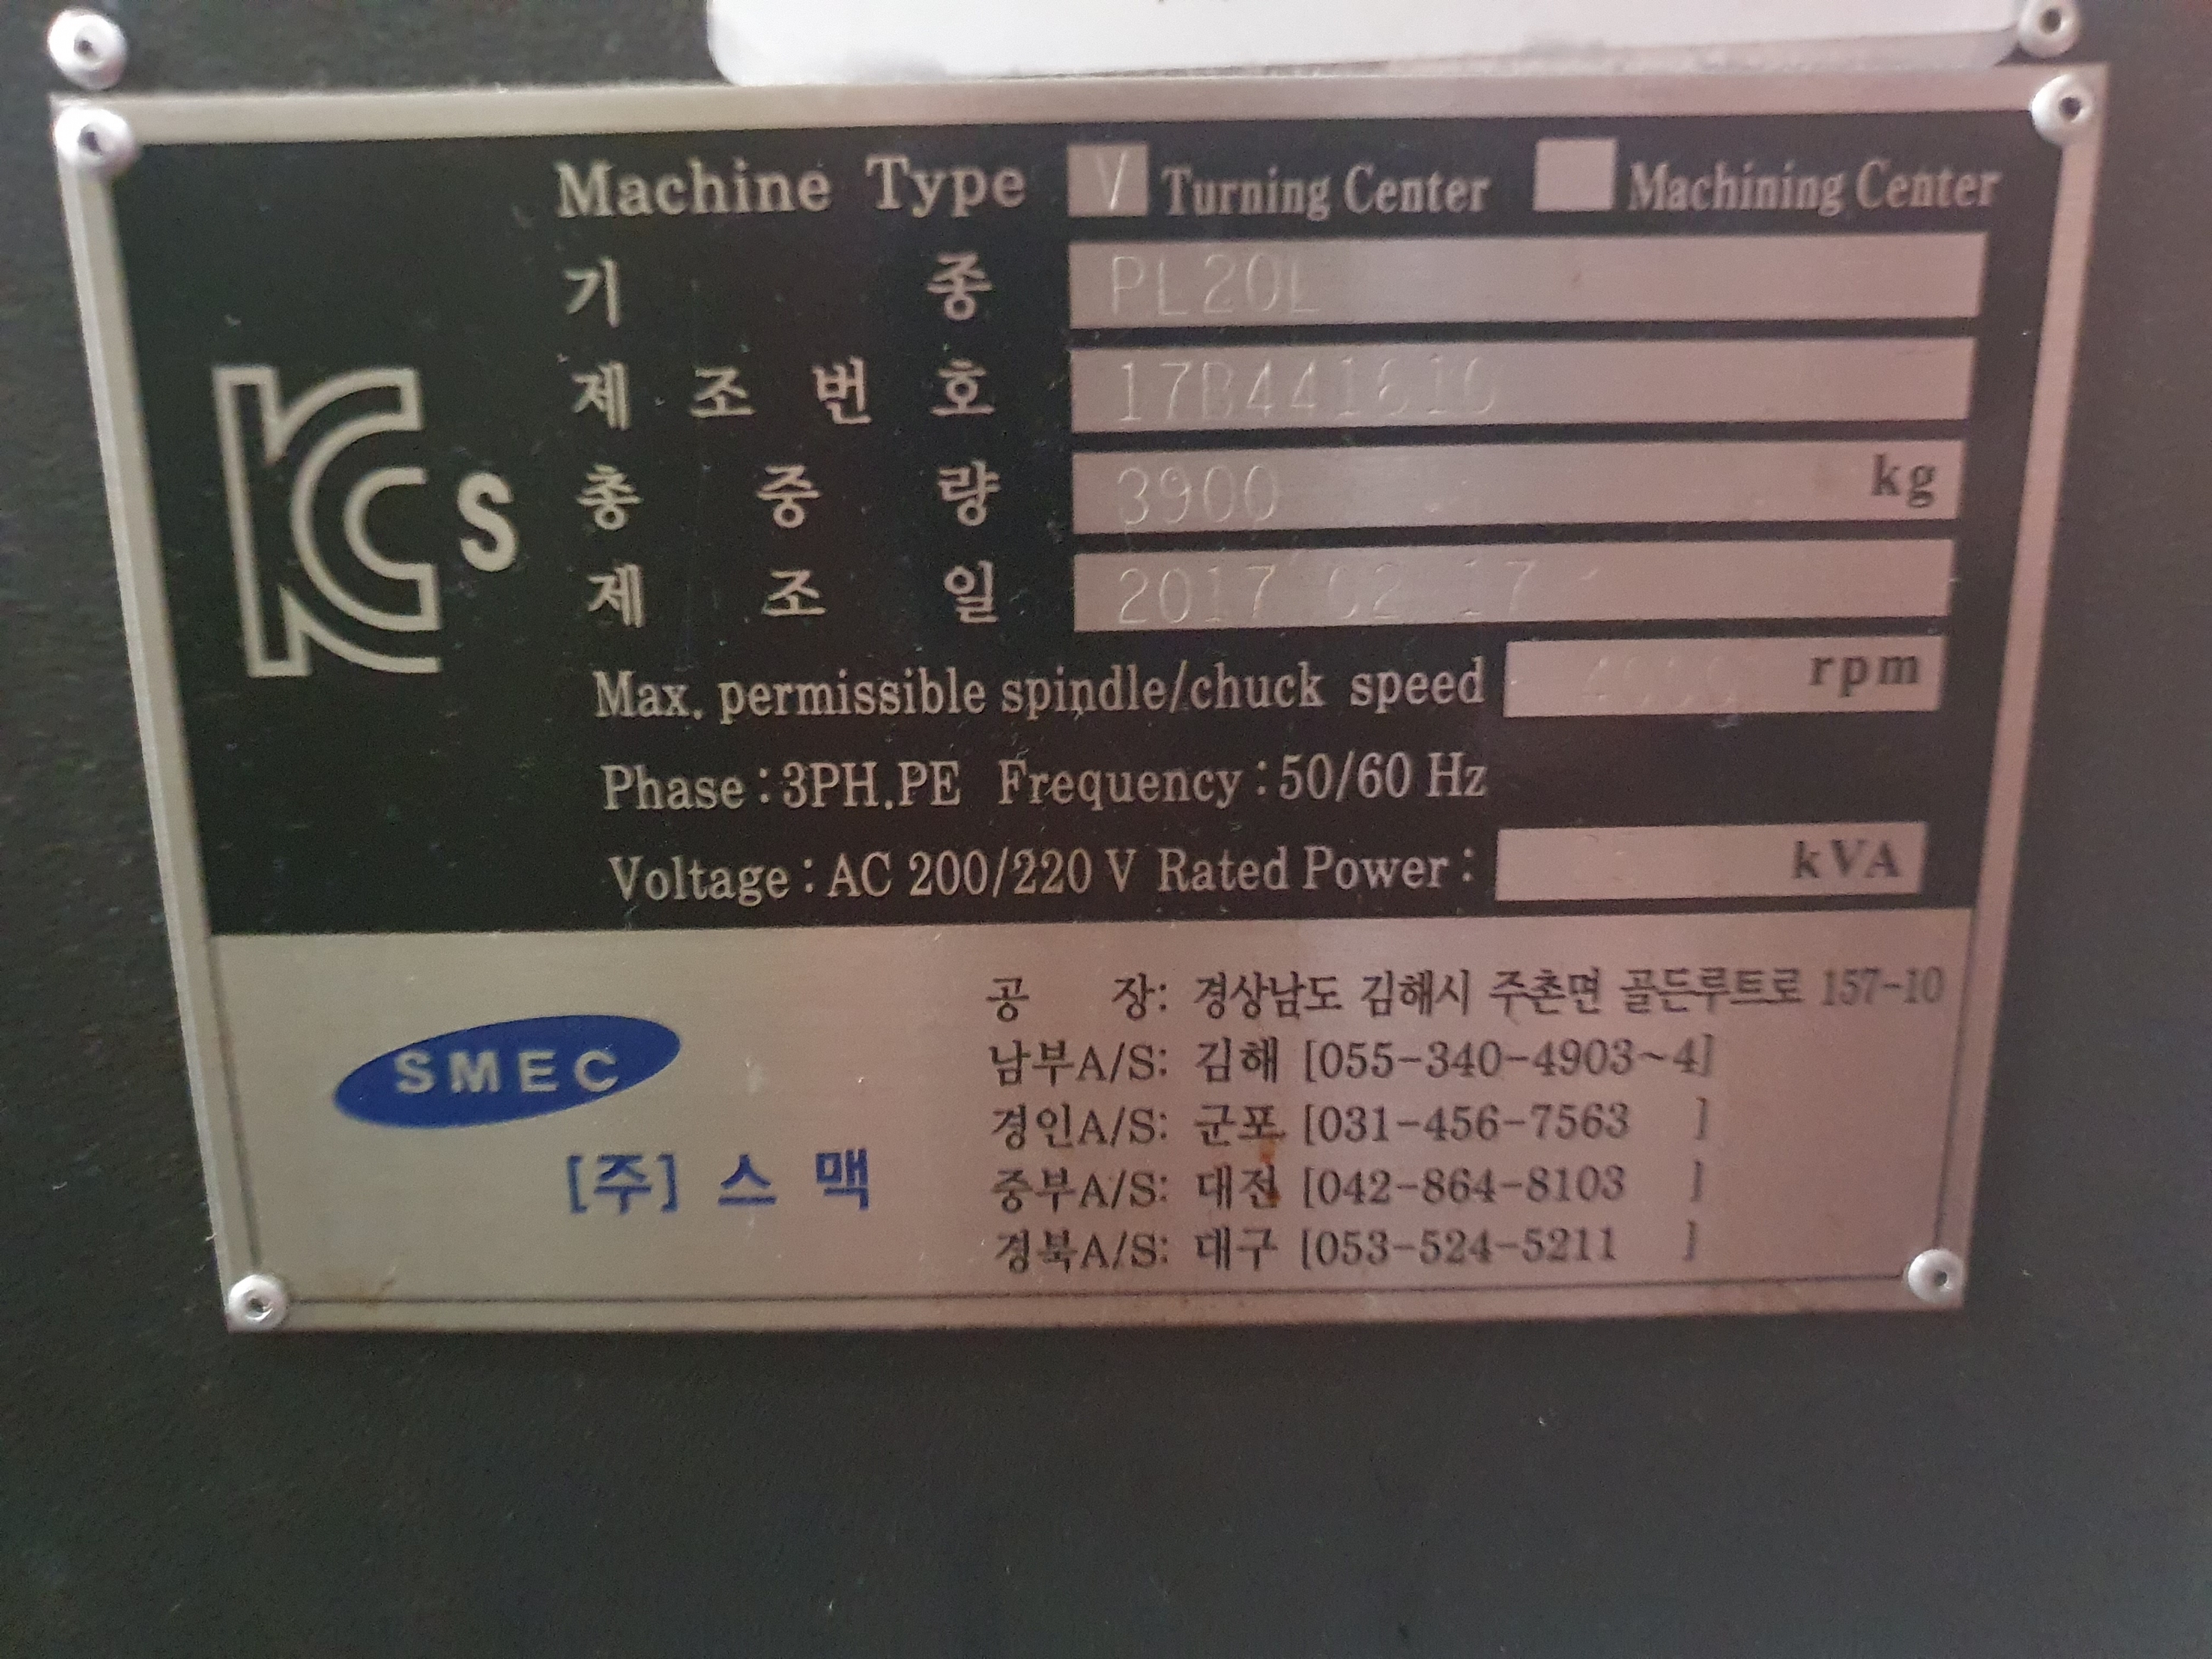 Machine Type V Turning Center Machining Center
기 종 PL20L
제 조 번 호
총 중 량 3900 kg
제 조 일 2017 02 17
Max. permissible spindle/chuck speed rpm
Phase : 3PH.PE Frequency : 50/60 Hz
Voltage : AC 200/220 V Rated Power : kVA
KC s
공 장: 경상남도 김해시 주촌면 골든루트로 157-10
남부A/S: 김해 [055-340-4903~4]
경인A/S: 군포 [031-456-7563 ]
중부A/S: 대전 [042-864-8103 ]
경북A/S: 대구 [053-524-5211 ]
SMEC
[주] 스 맥